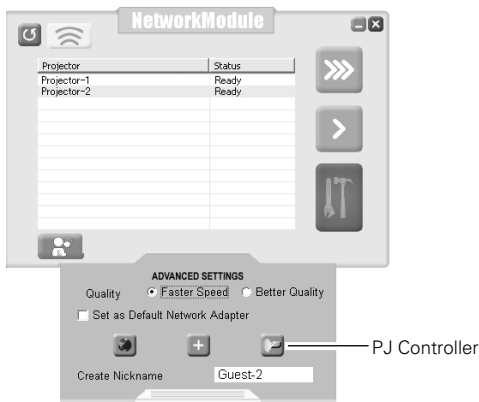 NetworkModule
Projector Status
Projector-1 Ready
Projector-2 Ready
ADVANCED SETTINGS
Quality Faster Speed Better Quality
Set as Default Network Adapter
PJ Controller
Create Nickname Guest-2